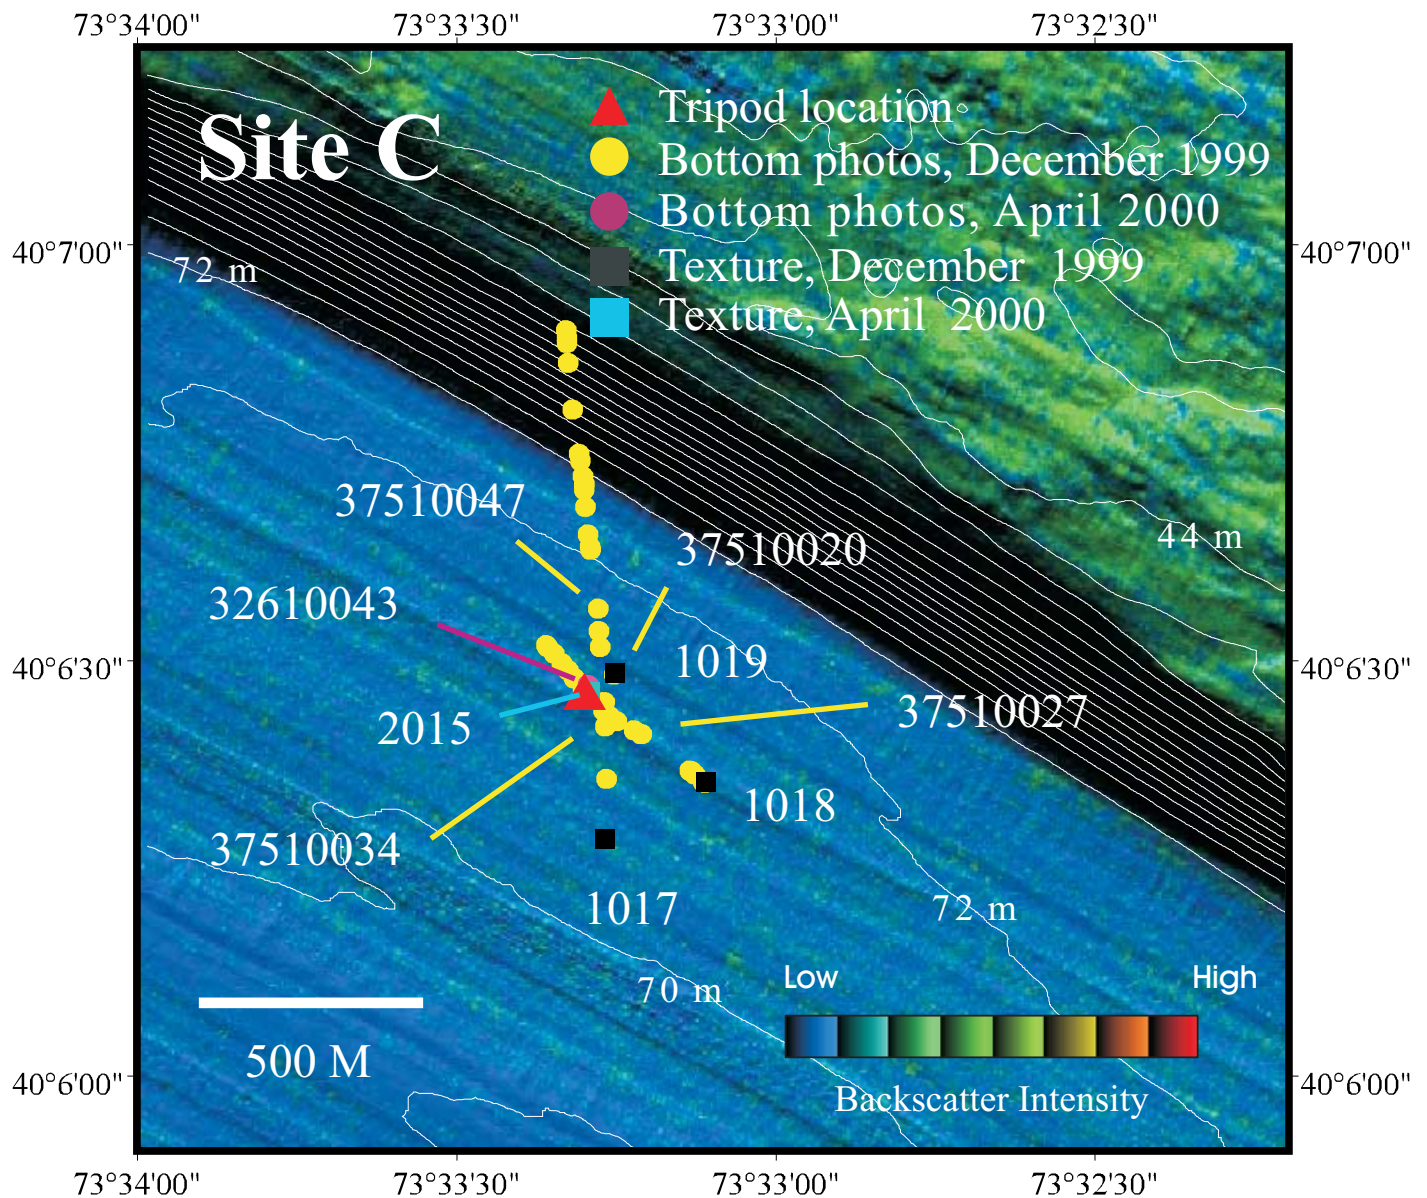 73°34'00" 73°33'30" 73°33'00" 73°32'30"
Site C
Tripod location
Bottom photos, December 1999
Bottom photos, April 2000
Texture, December 1999
Texture, April 2000
40°7'00" 40°7'00"
72 m
37510047
44 m
37510020
32610043
1019
40°6'30" 40°6'30"
37510027
2015
1018
37510034
1017
72 m
70 m
Low High
500 M
40°6'00" 40°6'00"
Backscatter Intensity
73°34'00" 73°33'30" 73°33'00" 73°32'30"